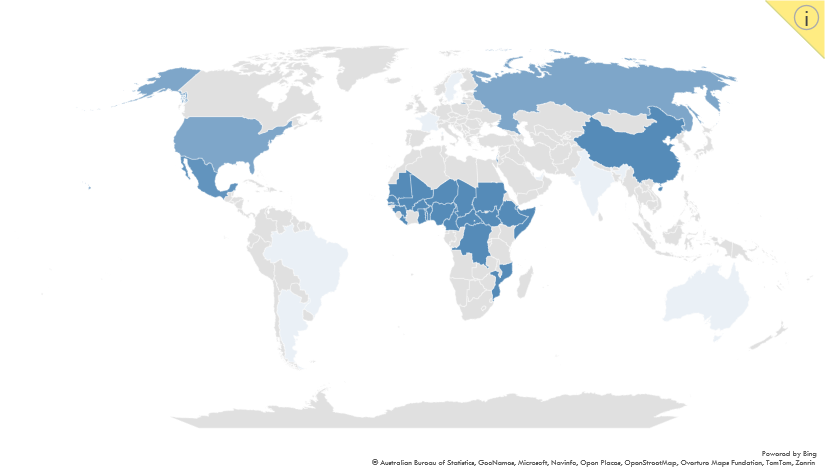 i
Powered by Bing
© Australian Bureau of Statistics, GeoNames, Microsoft, Navinfo, Open Places, OpenStreetMap, Overture Maps Fundation, TomTom, Zenrin